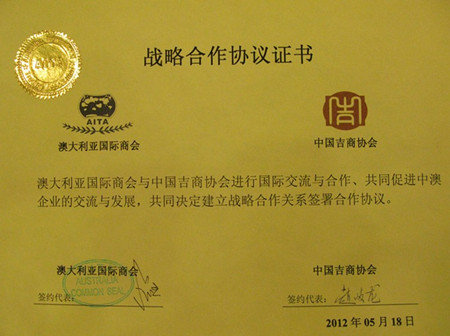 战略合作协议证书
AITA
澳大利亚国际商会
中国吉商协会
澳大利亚国际商会与中国吉商协会进行国际交流与合作、共同促进中澳
企业的交流与发展，共同决定建立战略合作关系签署合作协议。
澳大利亚国际商会
中国吉商协会
AUSTRALIA
COMMON SEAL
签约代表：
签约代表：
2012 年 05 月 18 日